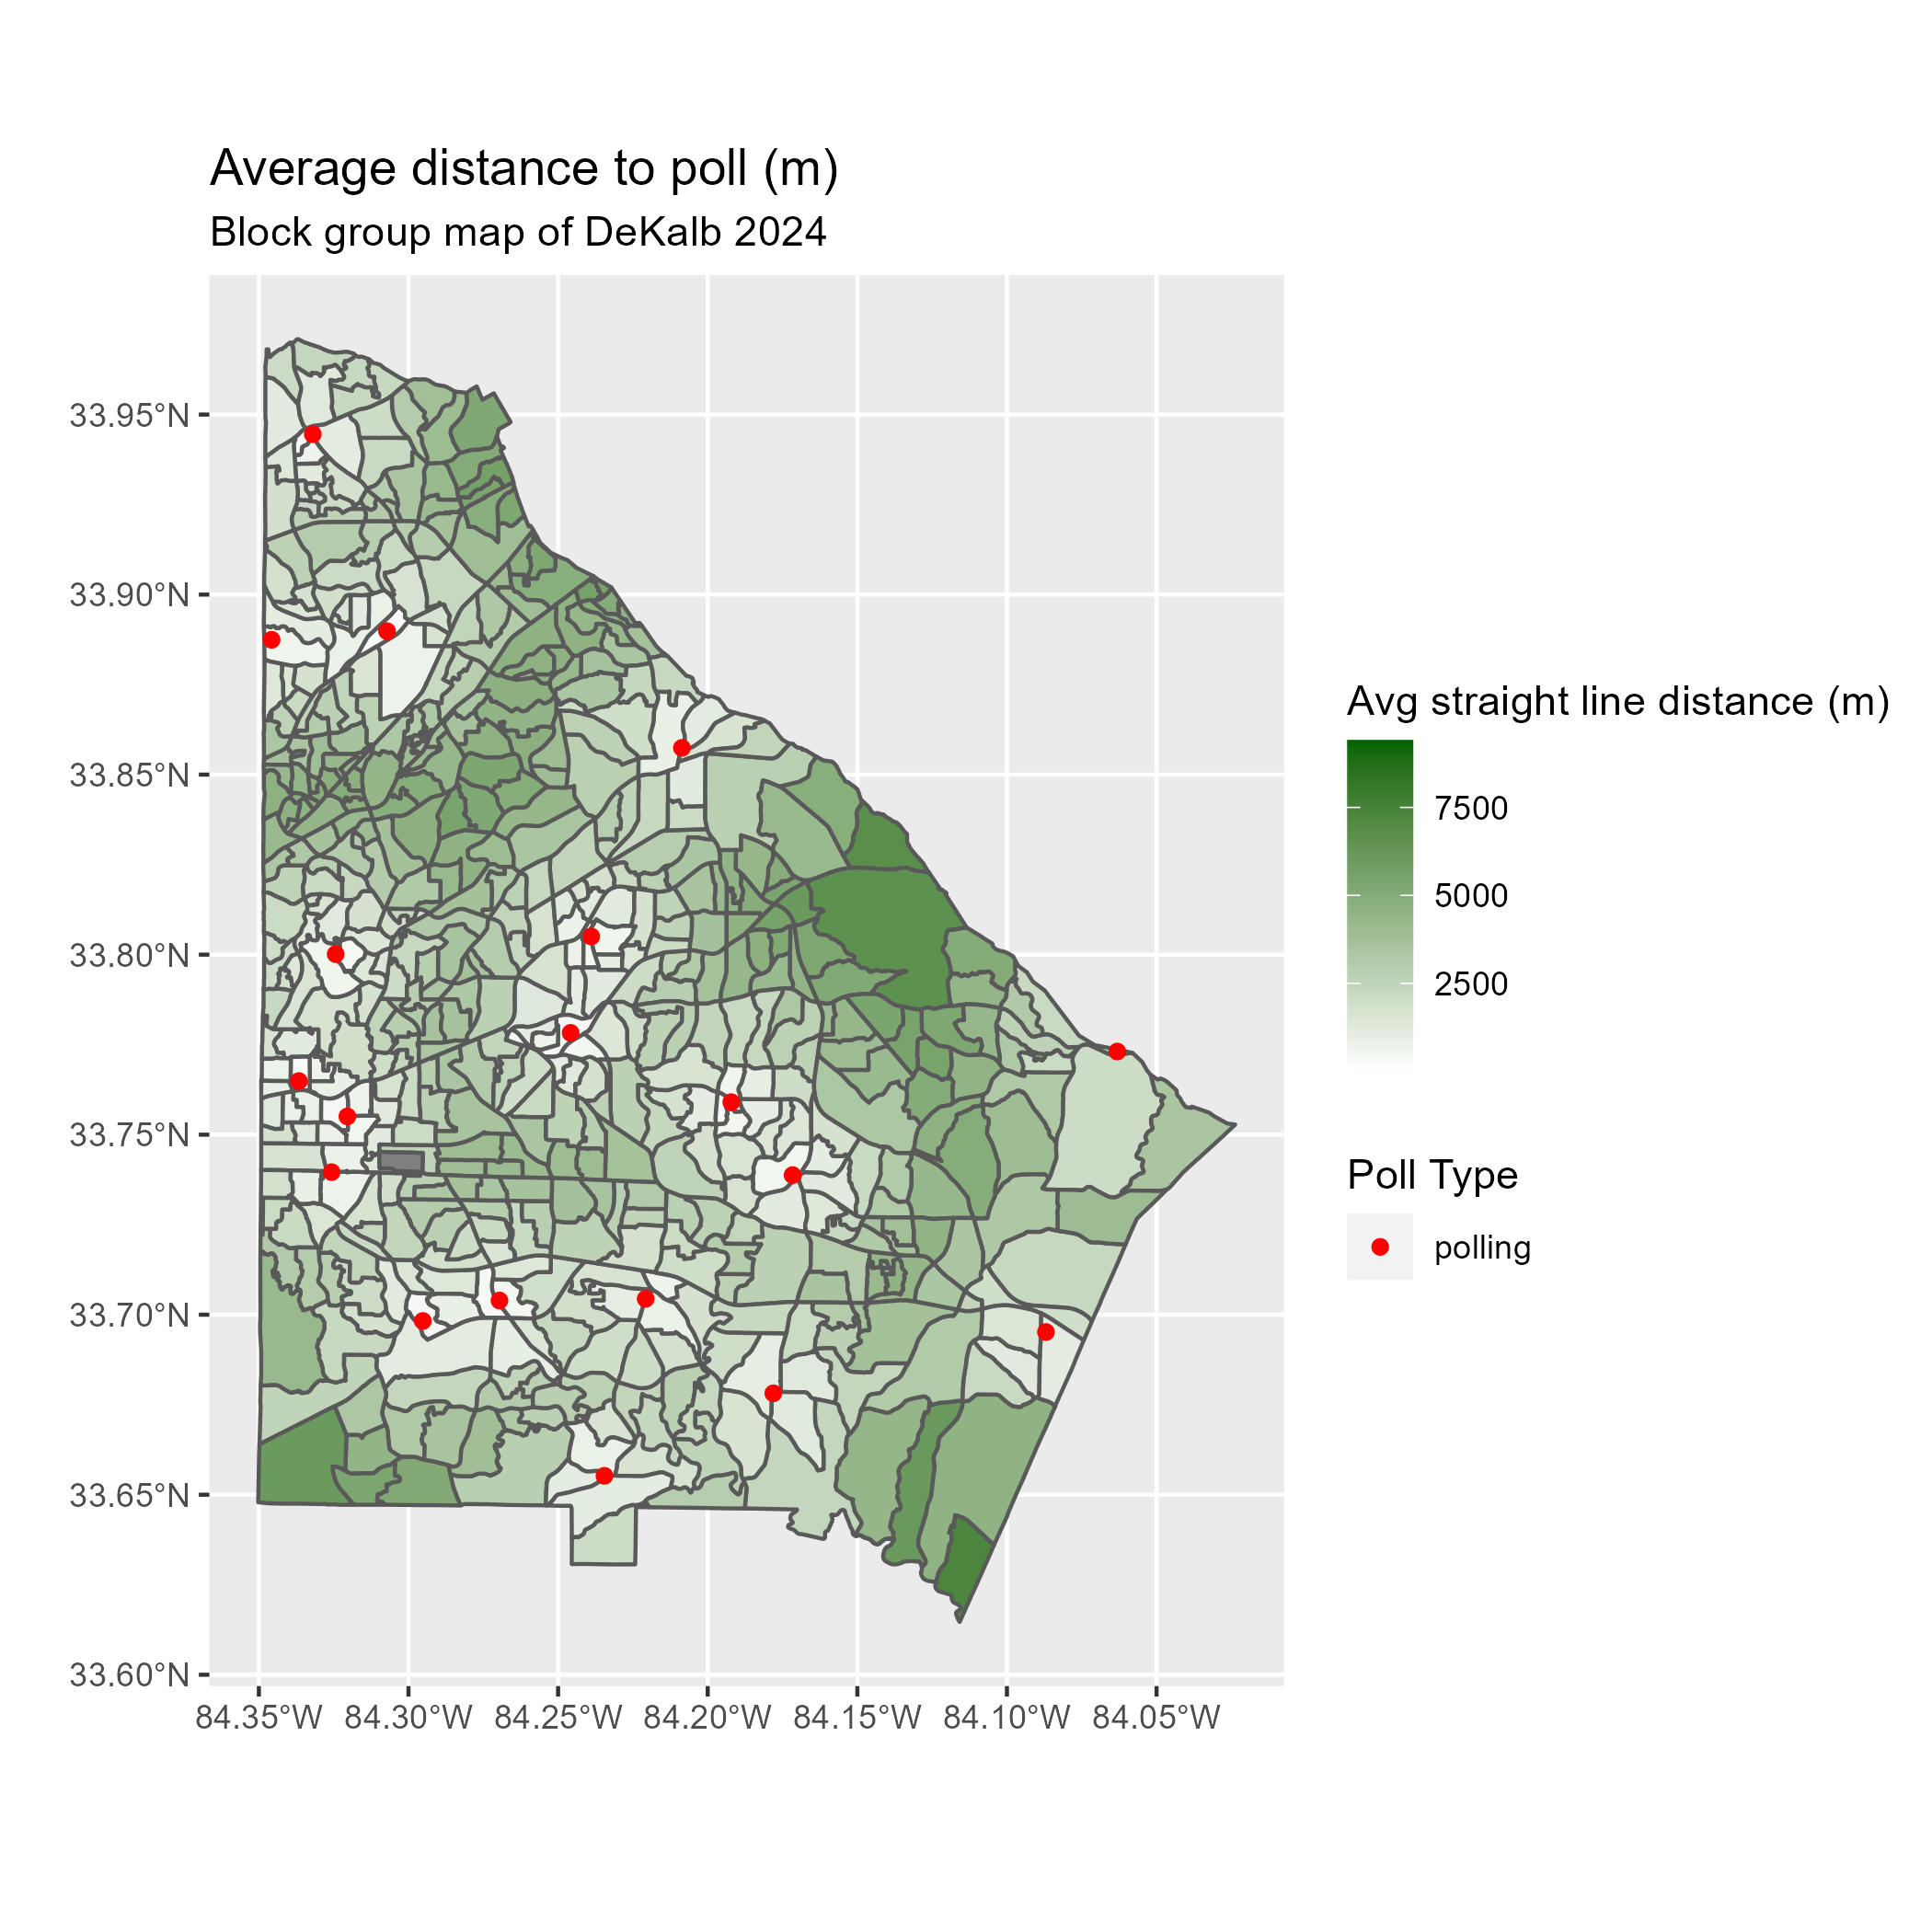 Average distance to poll (m)
Block group map of DeKalb 2024
33.95°N
33.90°N
33.85°N
33.80°N
33.75°N
33.70°N
33.65°N
33.60°N
84.35°W 84.30°W 84.25°W 84.20°W 84.15°W 84.10°W 84.05°W
Avg straight line distance (m)
7500
5000
2500
Poll Type
polling